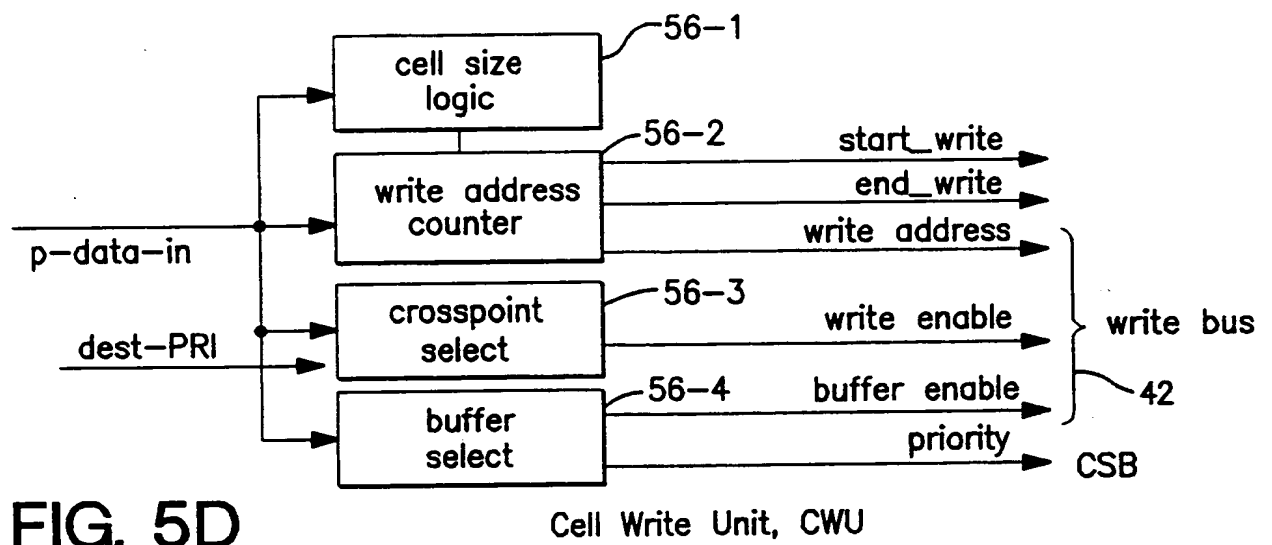 56-1
cell size
logic
56-2
start_write
write address
counter
end_write
write address
p-data-in
56-3
crosspoint
select
write enable
write bus
dest-PRI
56-4
buffer enable
42
buffer
select
priority
CSB
FIG. 5D
Cell Write Unit, CWU